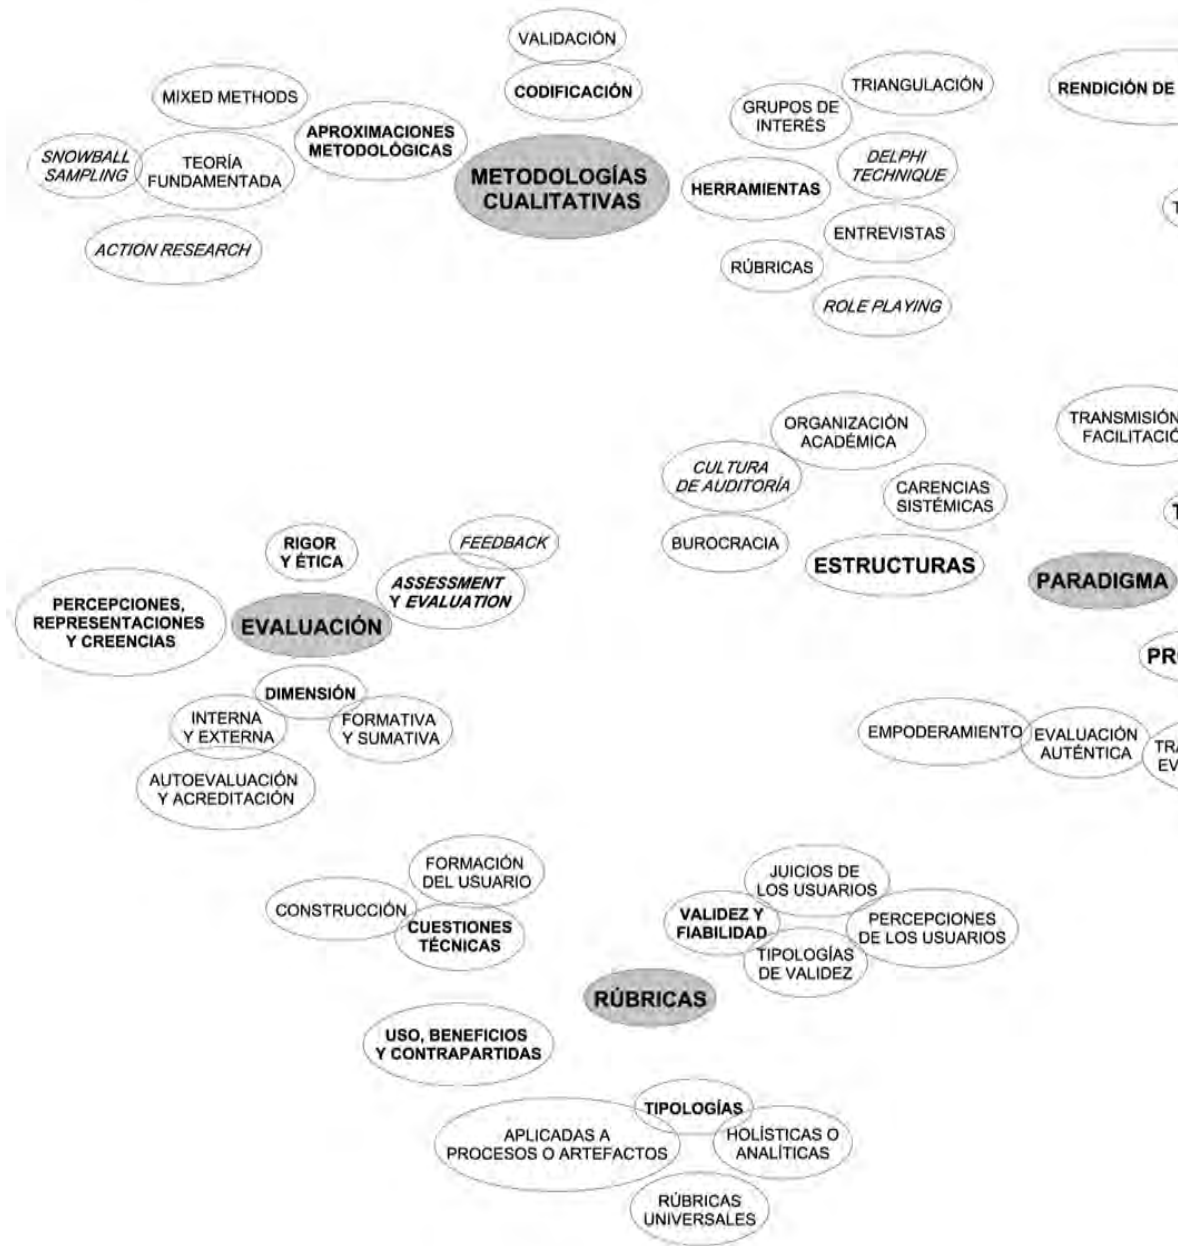 VALIDACIÓN
CODIFICACIÓN
MIXED METHODS
APROXIMACIONES
METODOLÓGICAS
SNOWBALL
SAMPLING
TEORÍA
FUNDAMENTADA
ACTION RESEARCH
METODOLOGÍAS
CUALITATIVAS
TRIANGULACIÓN
GRUPOS DE
INTERÉS
DELPHI
TECHNIQUE
HERRAMIENTAS
ENTREVISTAS
RÚBRICAS
ROLE PLAYING
RENDICIÓN DE
ORGANIZACIÓN
ACADÉMICA
CULTURA
DE AUDITORÍA
CARENCIAS
SISTÉMICAS
BUROCRACIA
ESTRUCTURAS
TRANSMISIÓN
FACILITACIÓ
PARADIGMA
PRO
EMPODERAMIENTO
EVALUACIÓN
AUTÉNTICA
TRA
EV
RIGOR
Y ÉTICA
FEEDBACK
ASSESSMENT
Y EVALUATION
PERCEPCIONES,
REPRESENTACIONES
Y CREENCIAS
EVALUACIÓN
DIMENSIÓN
INTERNA
Y EXTERNA
FORMATIVA
Y SUMATIVA
AUTOEVALUACIÓN
Y ACREDITACIÓN
FORMACIÓN
DEL USUARIO
CONSTRUCCIÓN
CUESTIONES
TÉCNICAS
JUICIOS DE
LOS USUARIOS
VALIDEZ Y
FIABILIDAD
PERCEPCIONES
DE LOS USUARIOS
TIPOLOGÍAS
DE VALIDEZ
RÚBRICAS
USO, BENEFICIOS
Y CONTRAPARTIDAS
TIPOLOGÍAS
APLICADAS A
PROCESOS O ARTEFACTOS
HOLÍSTICAS O
ANALÍTICAS
RÚBRICAS
UNIVERSALES